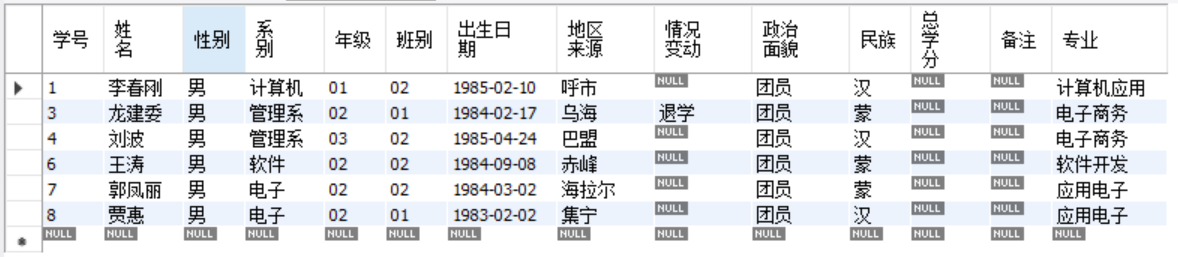 学号 姓名 性别 系别 年级 班别 出生日期 地区来源 情况变动 政治面貌 民族 总学分 备注 专业
1 李春刚 男 计算机 01 02 1985-02-10 呼市 NULL 团员 汉 NULL NULL 计算机应用
3 龙建委 男 管理系 02 01 1984-02-17 乌海 退学 团员 蒙 NULL NULL 电子商务
4 刘波 男 管理系 03 02 1985-04-24 巴盟 NULL 团员 汉 NULL NULL 电子商务
6 王涛 男 软件 02 02 1984-09-08 赤峰 NULL 团员 蒙 NULL NULL 软件开发
7 郭凤丽 男 电子 02 02 1984-03-02 海拉尔 NULL 团员 蒙 NULL NULL 应用电子
8 贾惠 男 电子 02 01 1983-02-02 集宁 NULL 团员 汉 NULL NULL 应用电子
NULL NULL NULL NULL NULL NULL NULL NULL NULL NULL NULL NULL NULL NULL